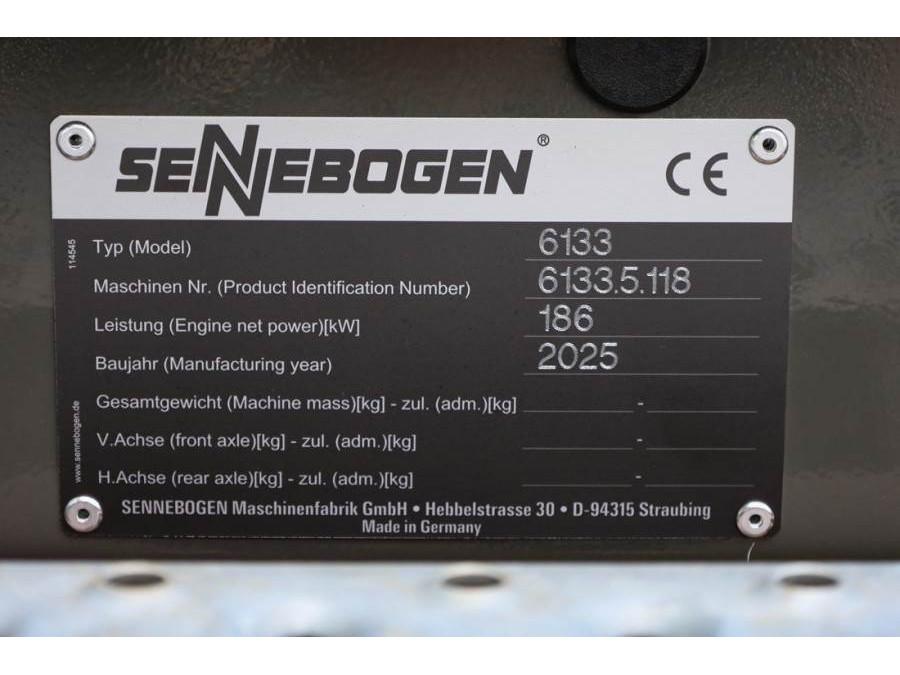 SENNEBOGEN®
CE
114545
Typ (Model) 6133
Maschinen Nr. (Product Identification Number) 6133.5.118
Leistung (Engine net power)[kW] 186
Baujahr (Manufacturing year) 2025
Gesamtgewicht (Machine mass)[kg] - zul. (adm.)[kg] -
V.Achse (front axle)[kg] - zul. (adm.)[kg] -
H.Achse (rear axle)[kg] - zul. (adm.)[kg] -
www.sennebogen.de
SENNEBOGEN Maschinenfabrik GmbH • Hebbelstrasse 30 • D-94315 Straubing
Made in Germany